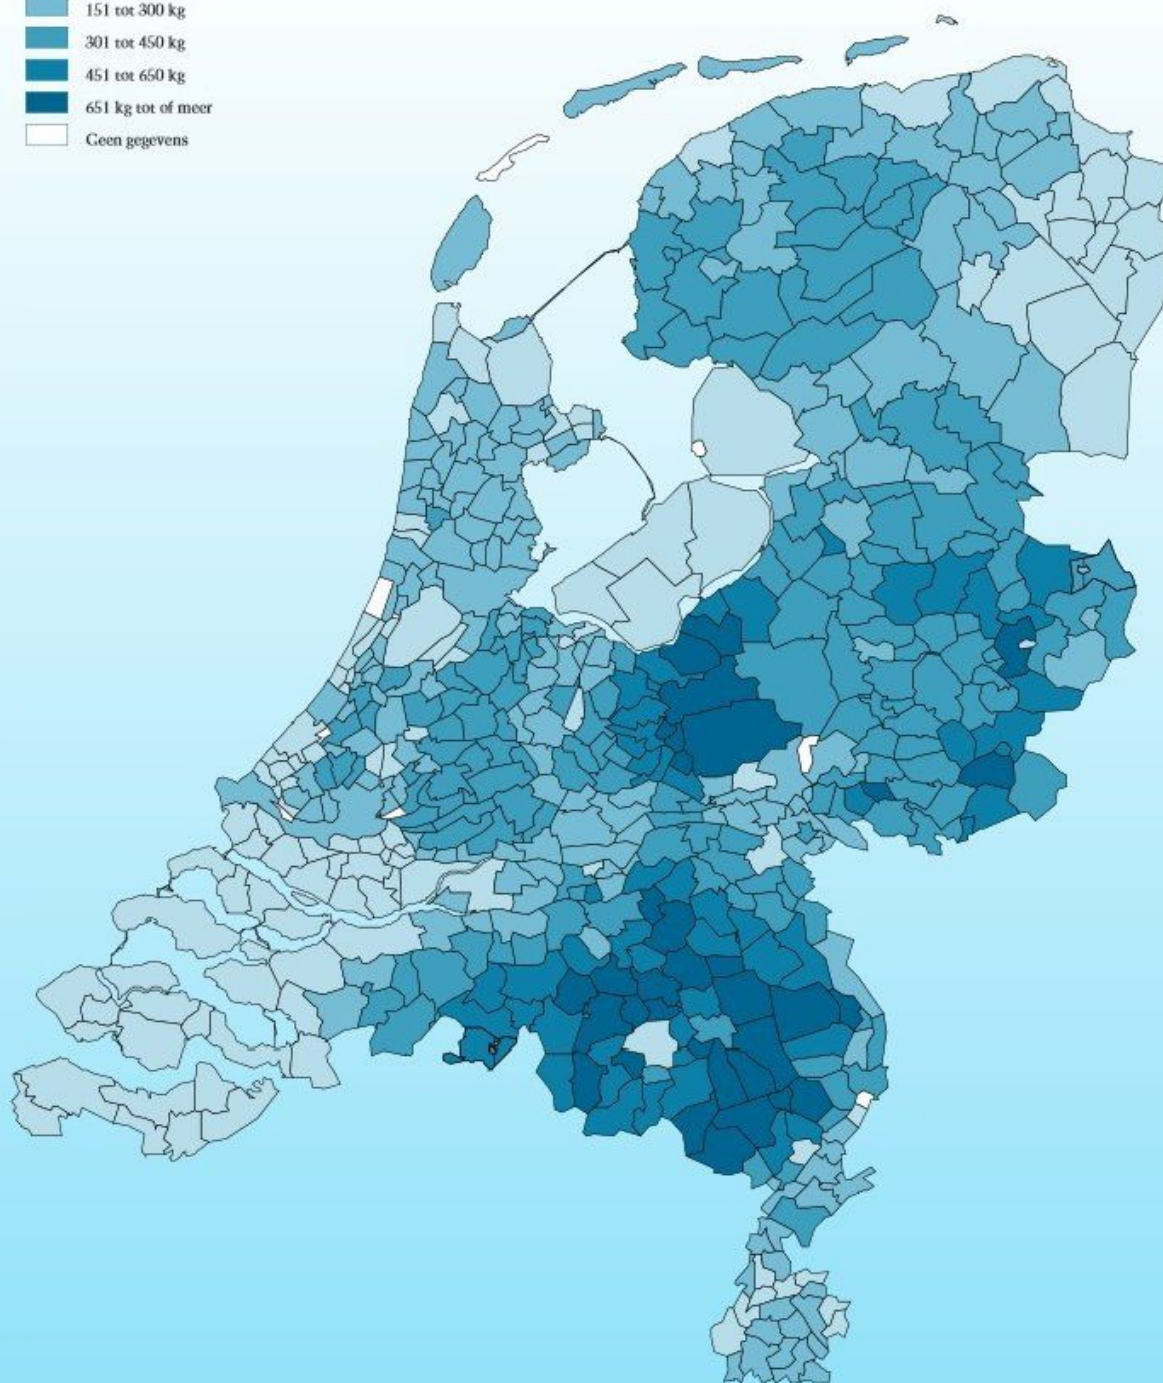 151 tot 300 kg
301 tot 450 kg
451 tot 650 kg
651 kg tot of meer
Geen gegevens